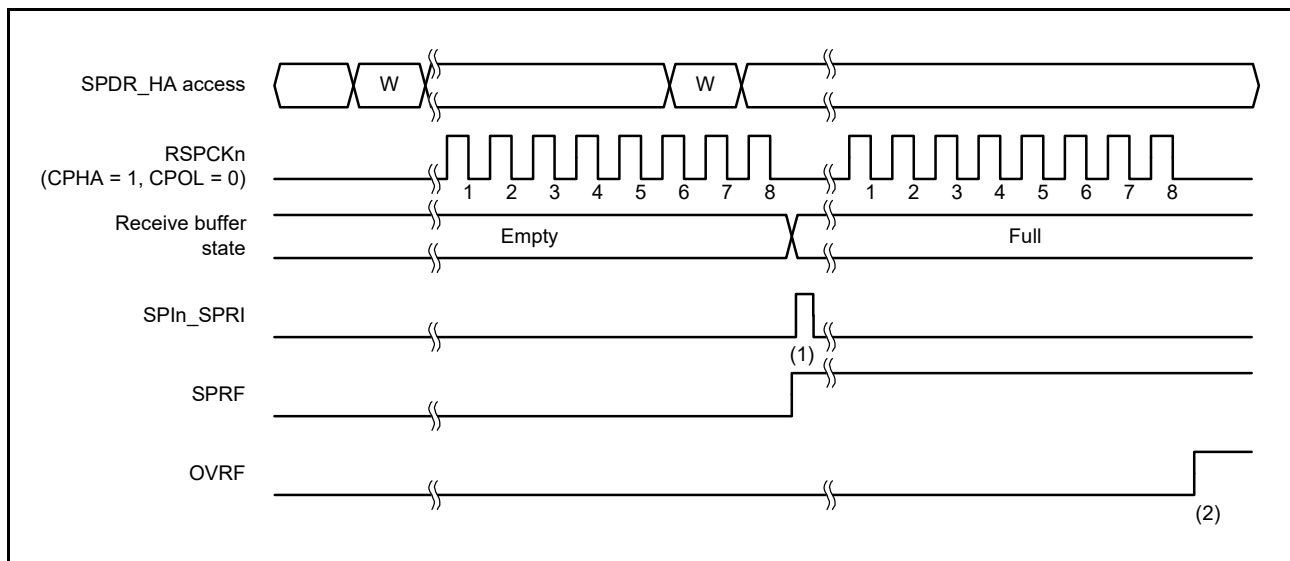 SPDR_HA access
W
W
RSPCKn
(CPHA = 1, CPOL = 0)
1 2 3 4 5 6 7 8 1 2 3 4 5 6 7 8
Receive buffer
state
Empty
Full
SPIn_SPRI
(1)
SPRF
OVRF
(2)